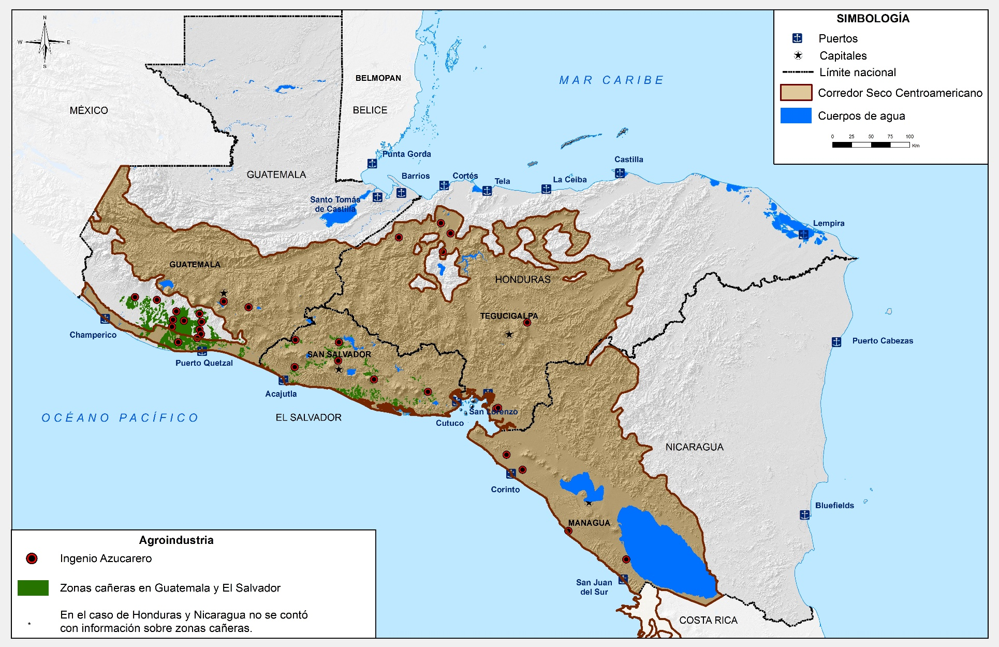 N
W
E
S
SIMBOLOGÍA
Puertos
Capitales
Límite nacional
Corredor Seco Centroamericano
Cuerpos de agua
0 25 50 75 100
Km
MAR CARIBE
BELMOPAN
MÉXICO
BELICE
Punta Gorda
Castilla
GUATEMALA
Barrios
Cortés
Tela
La Ceiba
Santo Tomás
de Castilla
Lempira
GUATEMALA
HONDURAS
TEGUCIGALPA
Champerico
Puerto Cabezas
SAN SALVADOR
Puerto Quetzal
Acajutla
OCÉANO PACÍFICO
EL SALVADOR
San Lorenzo
Cutuco
NICARAGUA
Corinto
Bluefields
MANAGUA
San Juan
del Sur
COSTA RICA
Agroindustria
Ingenio Azucarero
Zonas cañeras en Guatemala y El Salvador
* En el caso de Honduras y Nicaragua no se contó
con información sobre zonas cañeras.